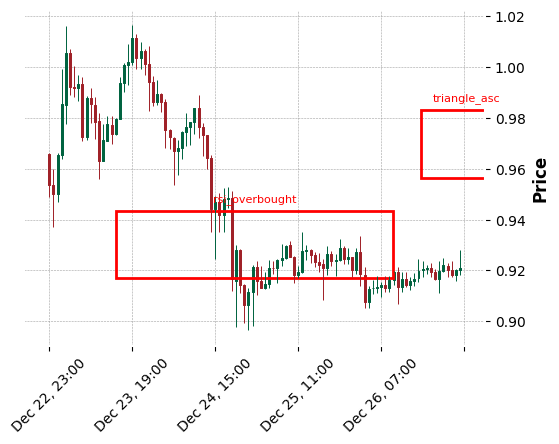 1.02
1.00
triangle_asc
0.98
0.96
rsi_overbought
0.94
0.92
0.90
Price
Dec 22, 23:00
Dec 23, 19:00
Dec 24, 15:00
Dec 25, 11:00
Dec 26, 07:00